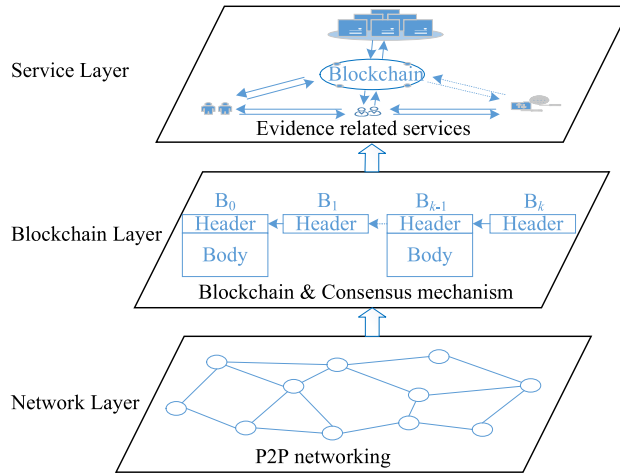 Service Layer
Blockchain
Evidence related services
Blockchain Layer
B0 B1 Bk-1 Bk
Header Header Header Header
Body Body
Blockchain & Consensus mechanism
Network Layer
P2P networking